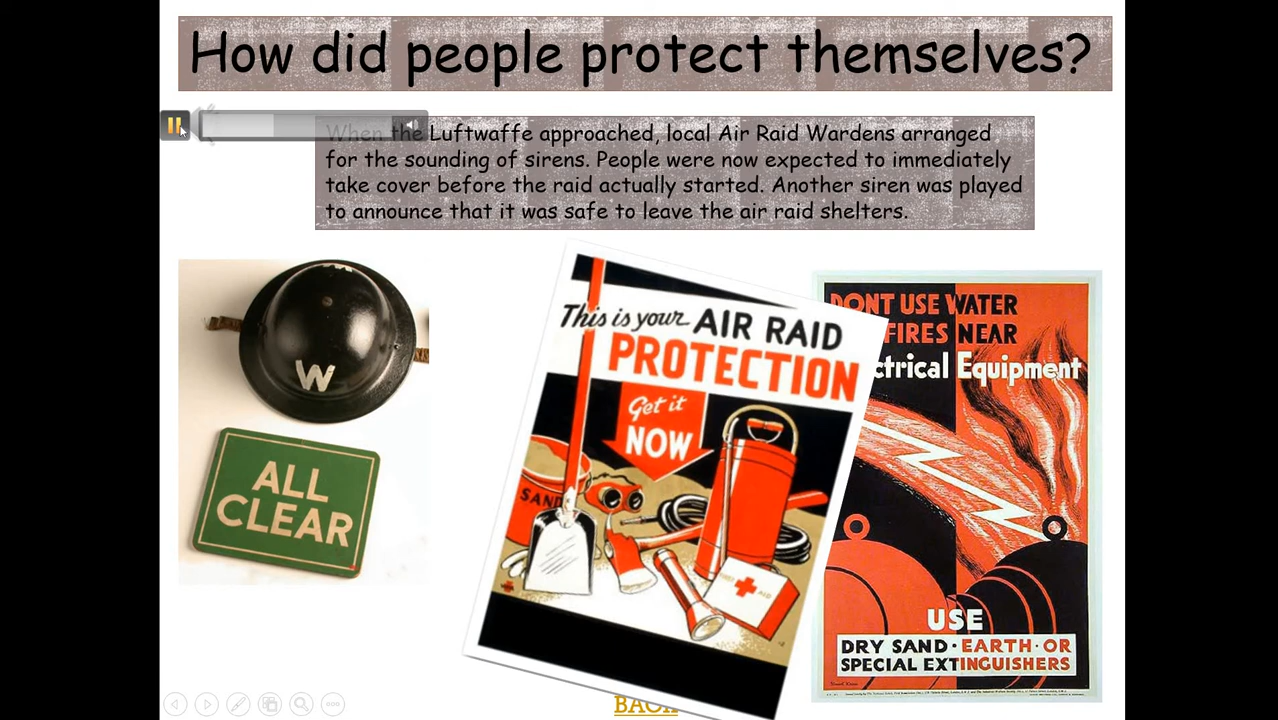 How did people protect themselves?
When the Luftwaffe approached, local Air Raid Wardens arranged
for the sounding of sirens. People were now expected to immediately
take cover before the raid actually started. Another siren was played
to announce that it was safe to leave the air raid shelters.
W
ALL
CLEAR
This is your AIR RAID
PROTECTION
Get it
NOW
SAND
AID
DONT USE WATER
FIRES NEAR
ctrical Equipment
USE
DRY SAND · EARTH · OR
SPECIAL EXTINGUISHERS
BACK